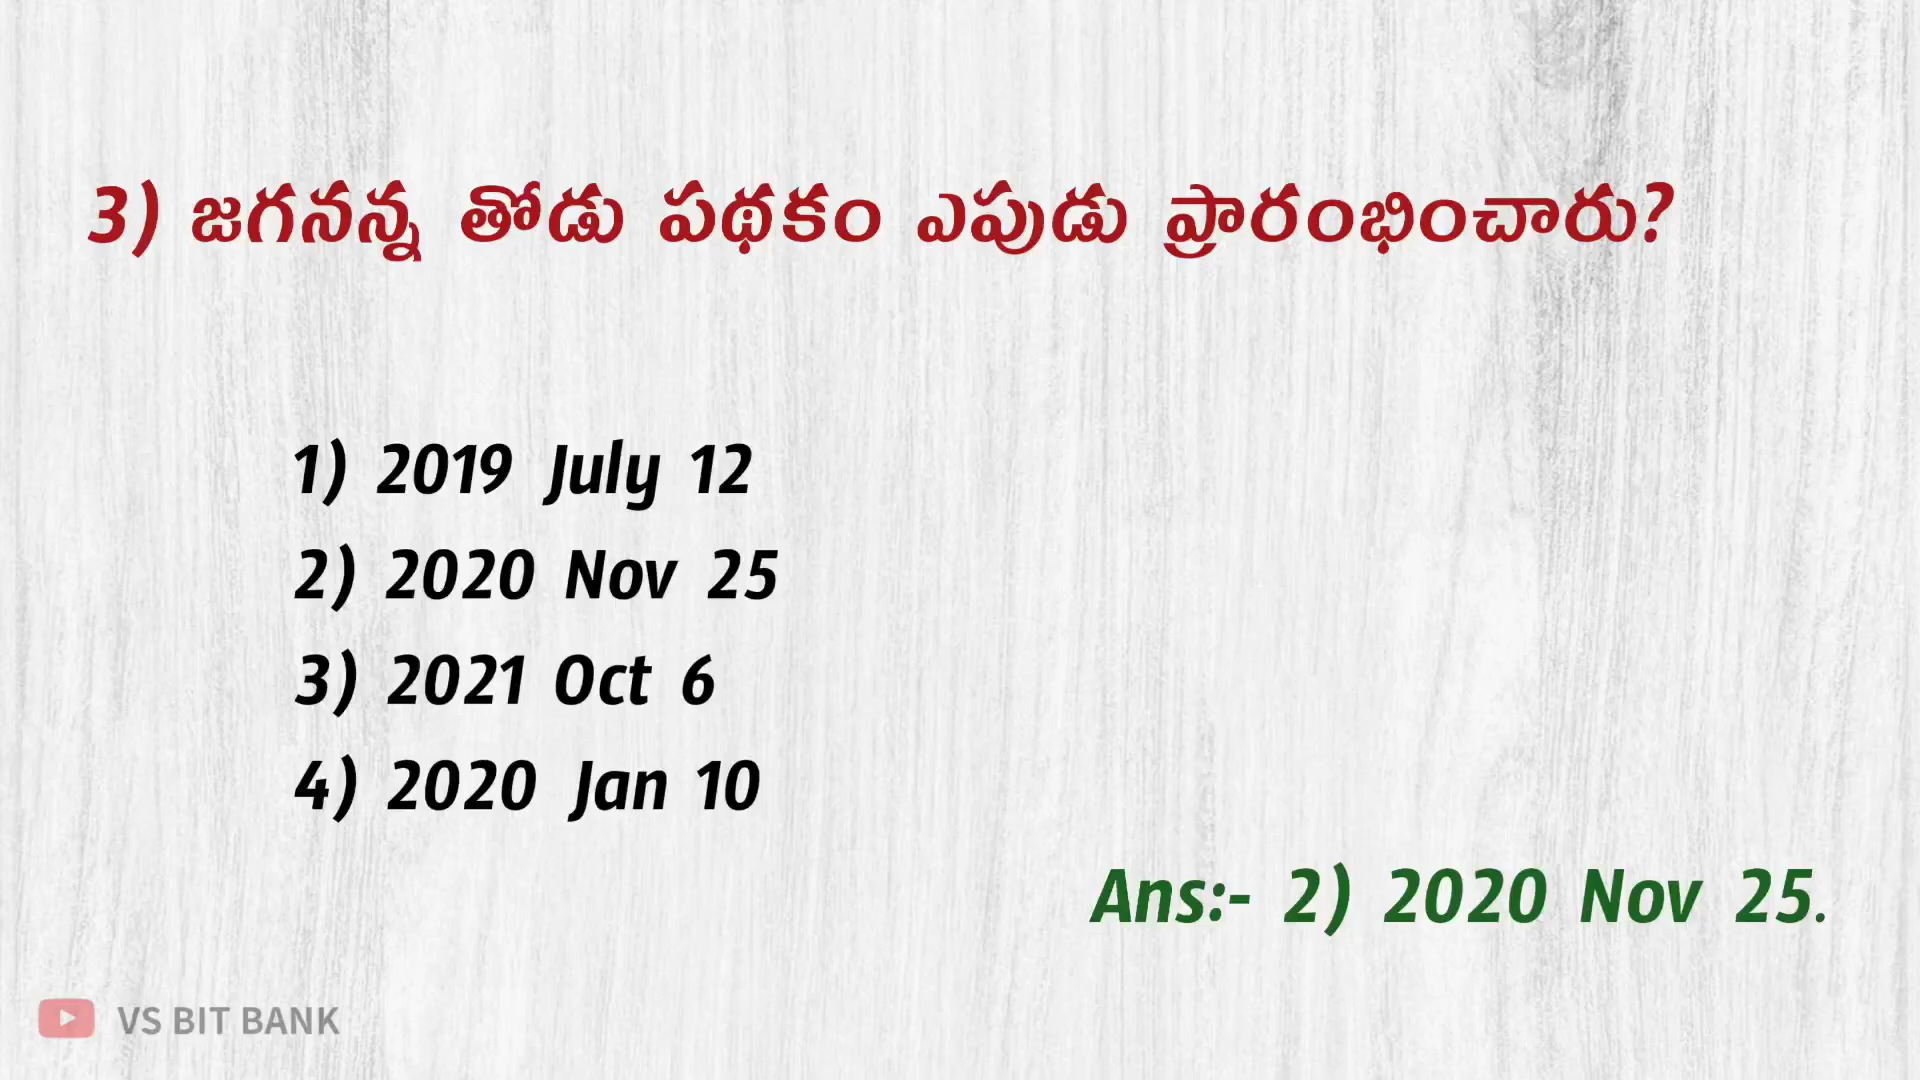 3) జగనన్న తోడు పథకం ఎపుడు ప్రారంభించారు?
1) 2019 July 12
2) 2020 Nov 25
3) 2021 Oct 6
4) 2020 Jan 10
Ans:- 2) 2020 Nov 25.
VS BIT BANK